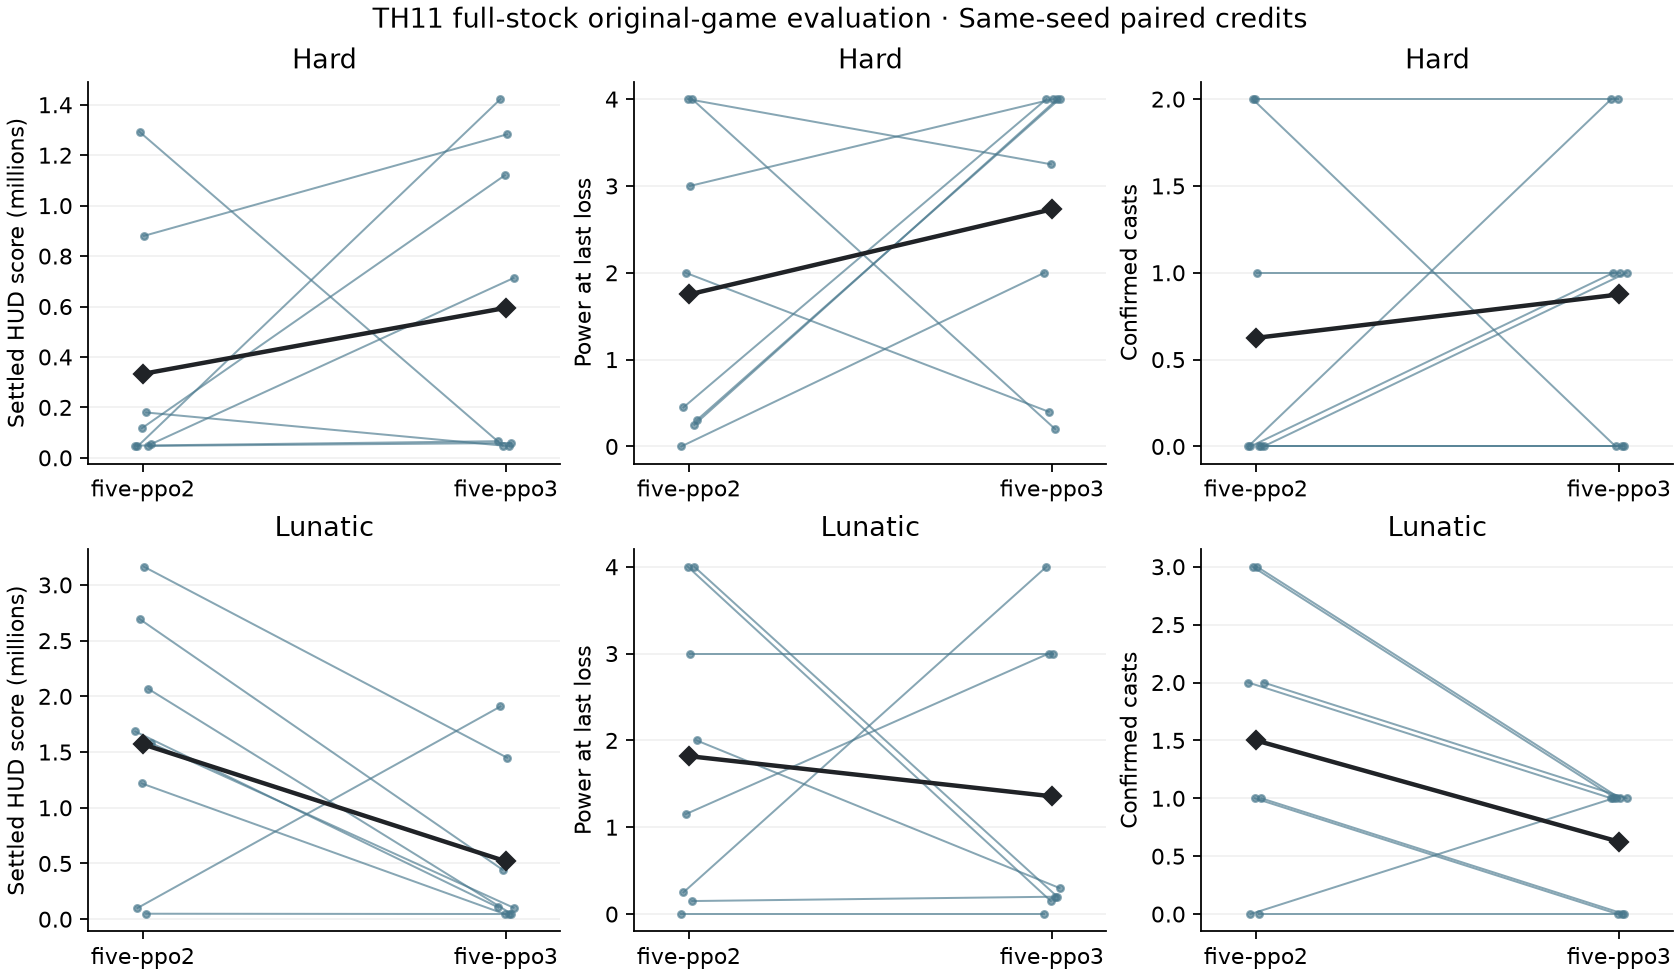 TH11 full-stock original-game evaluation · Same-seed paired credits
Hard
Settled HUD score (millions)
1.4
1.2
1.0
0.8
0.6
0.4
0.2
0.0
five-ppo2
five-ppo3
Hard
Power at last loss
4
3
2
1
0
five-ppo2
five-ppo3
Hard
Confirmed casts
2.0
1.5
1.0
0.5
0.0
five-ppo2
five-ppo3
Lunatic
Settled HUD score (millions)
3.0
2.5
2.0
1.5
1.0
0.5
0.0
five-ppo2
five-ppo3
Lunatic
Power at last loss
4
3
2
1
0
five-ppo2
five-ppo3
Lunatic
Confirmed casts
3.0
2.5
2.0
1.5
1.0
0.5
0.0
five-ppo2
five-ppo3